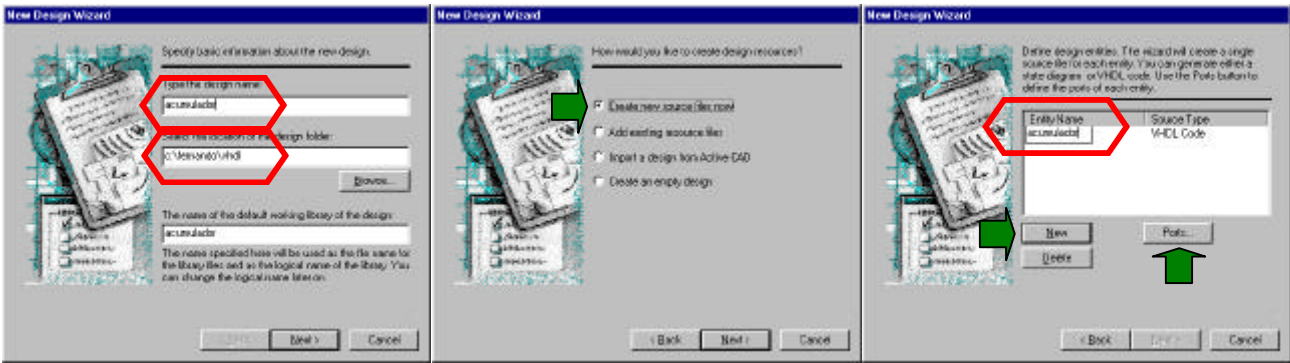 New Design Wizard
Specify basic information about the new design.
Type the design name:
acumulador
Select the location of the design folder:
c:\fernando\vhdl
Browse...
The name of the default working library of the design:
acumulador
The name specified here will be used as the file name for
the library files and as the logical name of the library. You
can change the logical name later on.
< Back
Next >
Cancel
New Design Wizard
How would you like to create design resources?
Create new source files now
Add existing resource files
Import a design from Active-CAD
Create an empty design
< Back
Next >
Cancel
New Design Wizard
Define design entities. The wizard will create a single
source file for each entity. You can generate either a
state diagram or VHDL code. Use the Ports button to
define the ports of each entity.
Entity Name
Source Type
acumulador
VHDL Code
New
Ports...
Delete
< Back
Next >
Cancel